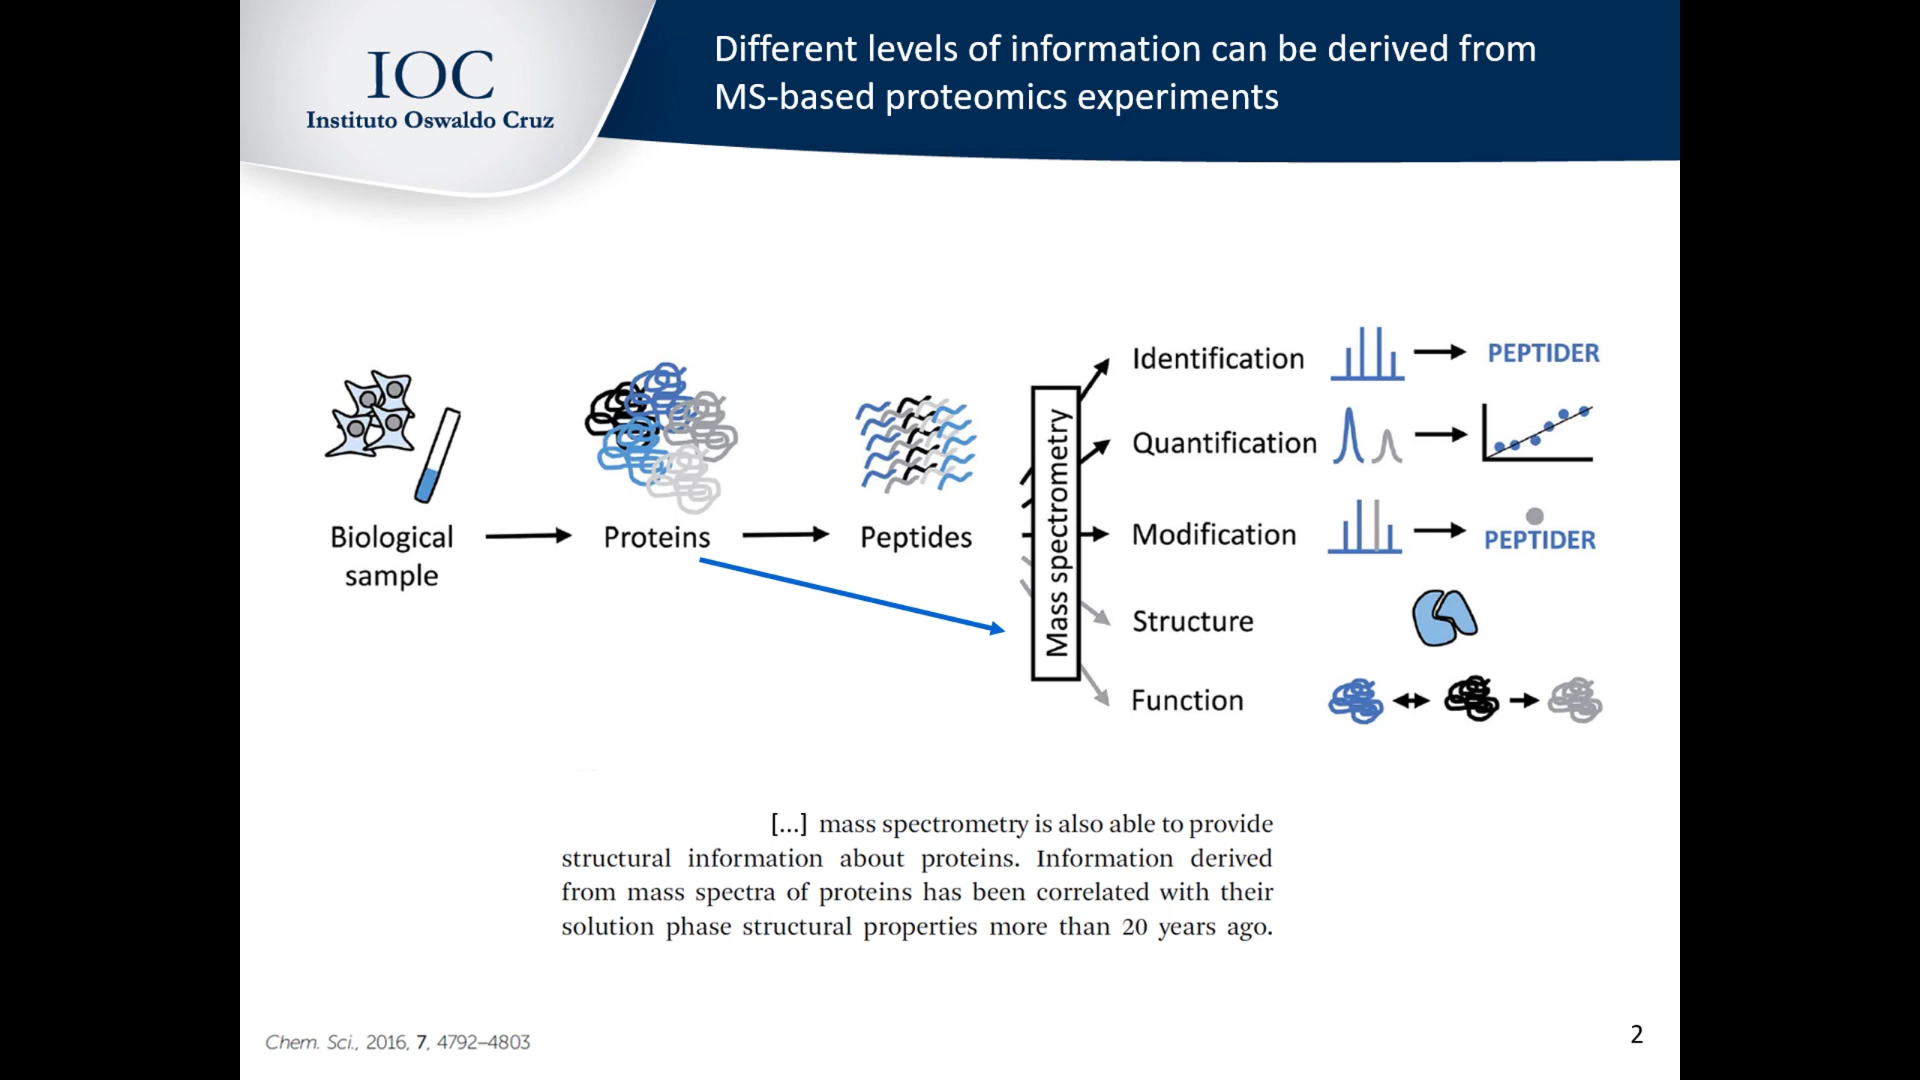 IOC
Instituto Oswaldo Cruz
Different levels of information can be derived from
MS-based proteomics experiments
Biological
sample
Proteins
Peptides
Mass spectrometry
Identification
PEPTIDER
Quantification
Modification
PEPTIDER
Structure
Function
[...] mass spectrometry is also able to provide
structural information about proteins. Information derived
from mass spectra of proteins has been correlated with their
solution phase structural properties more than 20 years ago.
Chem. Sci., 2016, 7, 4792–4803
2